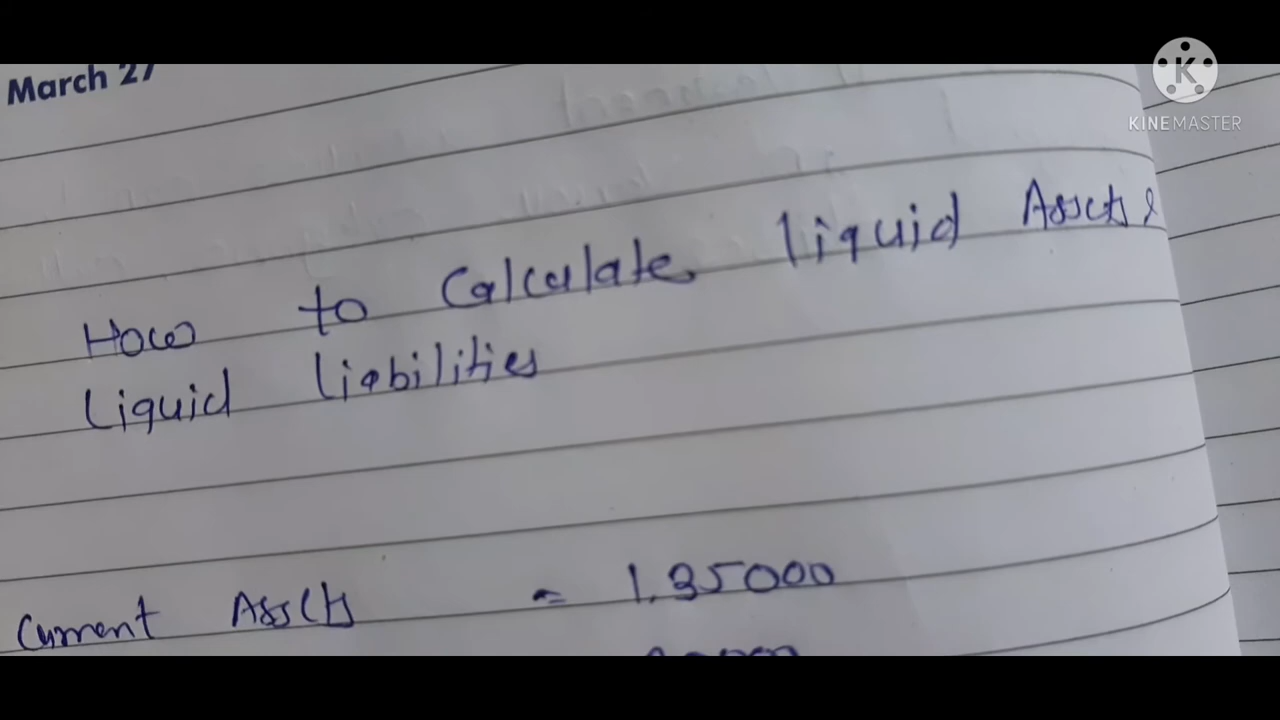 March 27
KINEMASTER
How to Calculate liquid Assets &
Liquid liabilities
Current Assets = 1,35000